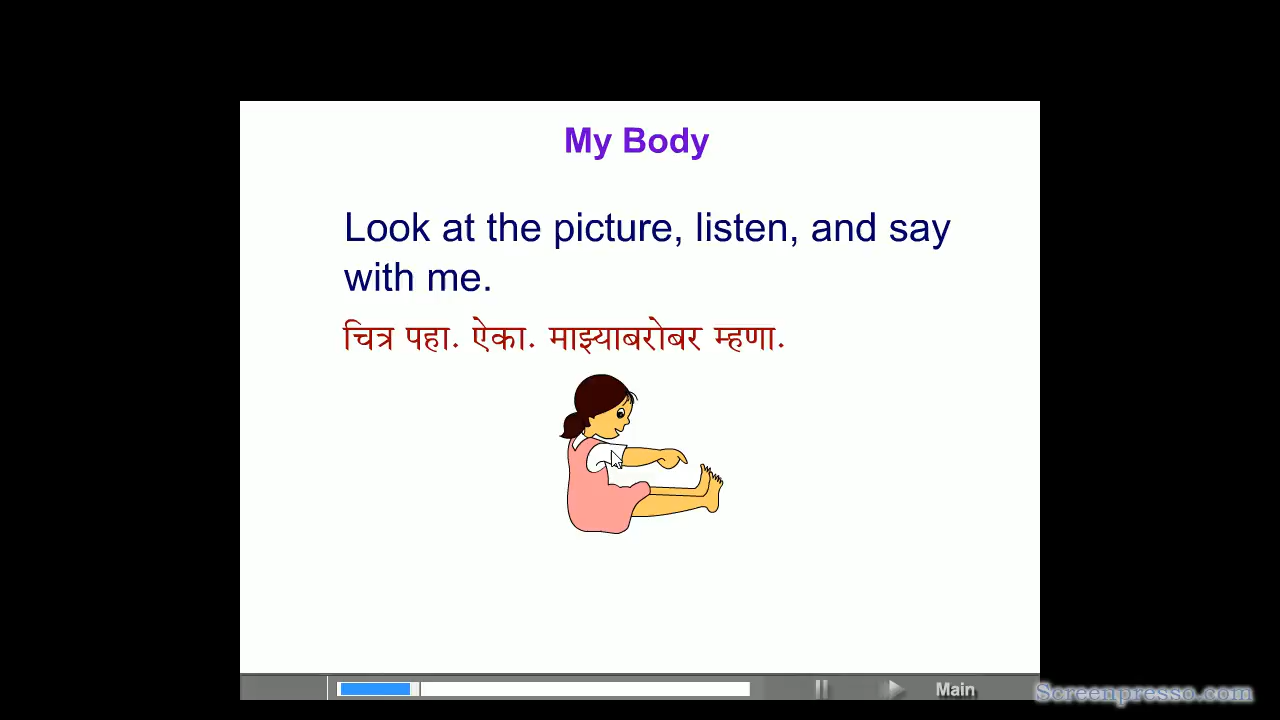 My Body
Look at the picture, listen, and say
with me.
चित्र पहा. ऐका. माझ्याबरोबर म्हणा.
Main
Screenpresso.com